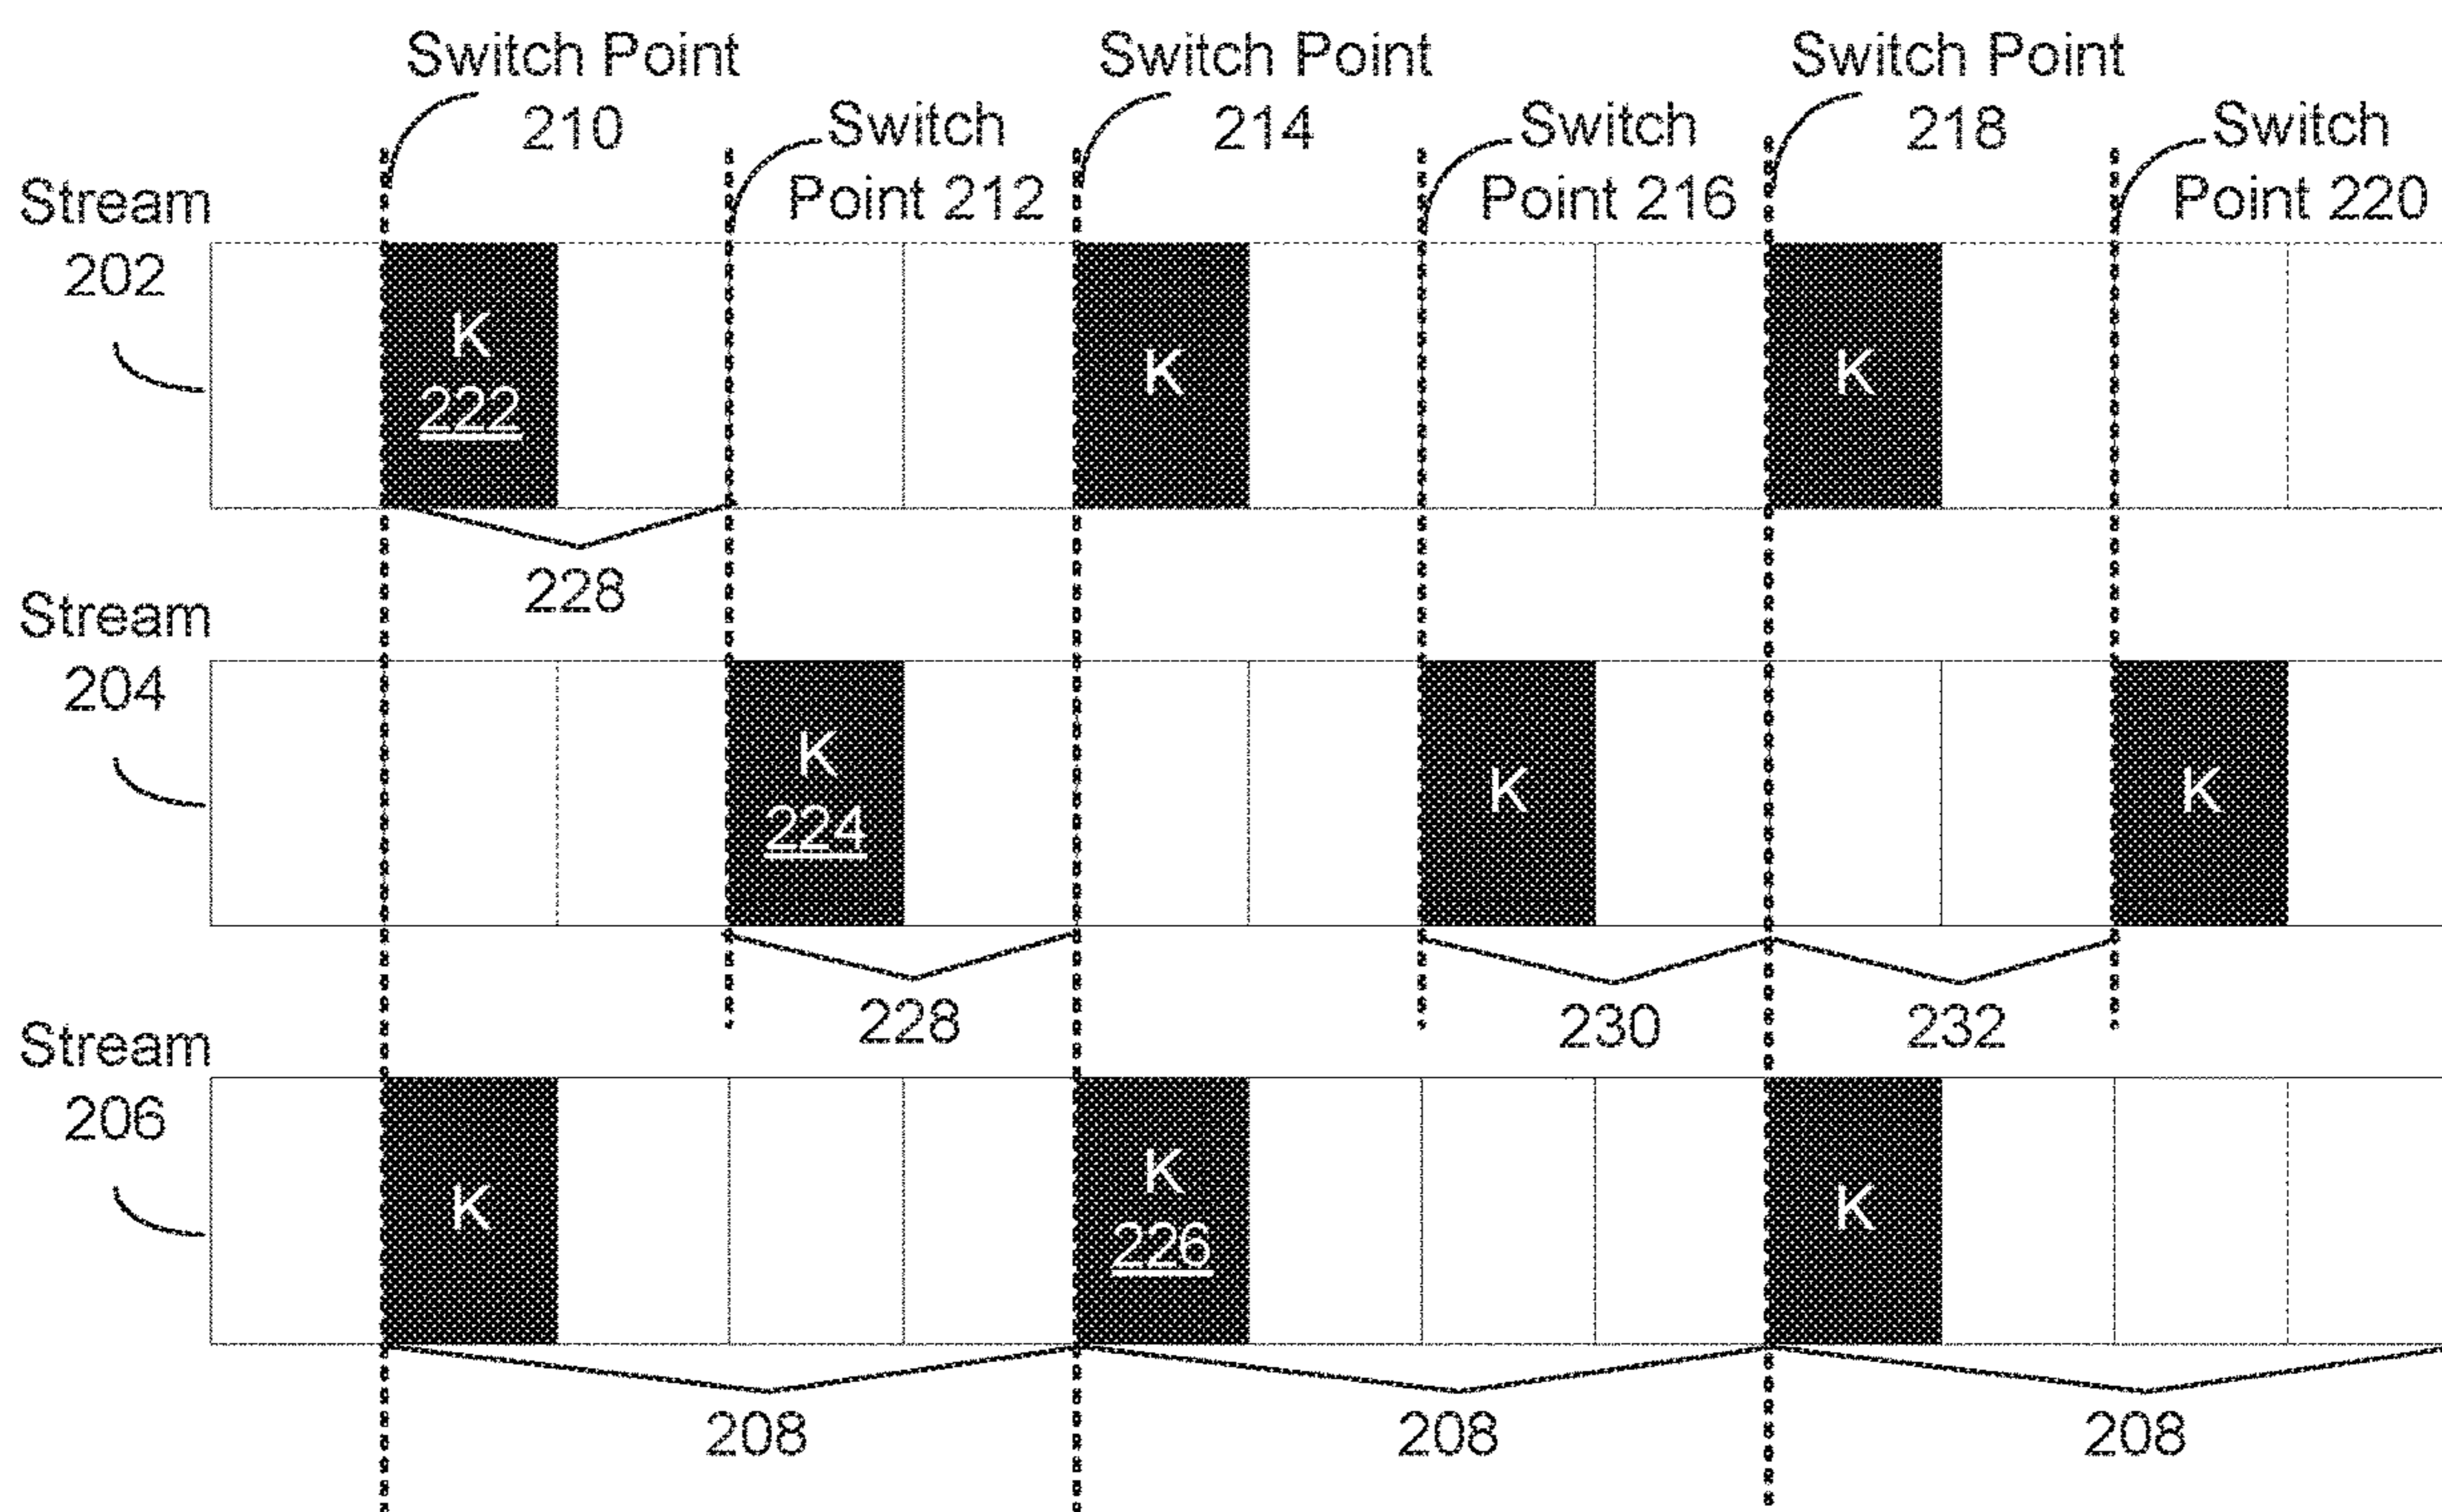 Switch Point
210
Switch Point
214
Switch Point
218
Switch
Point 212
Switch
Point 216
Switch
Point 220
Stream
202
K
222
K
K
228
Stream
204
K
224
K
K
228
230
232
Stream
206
K
K
226
K
208
208
208